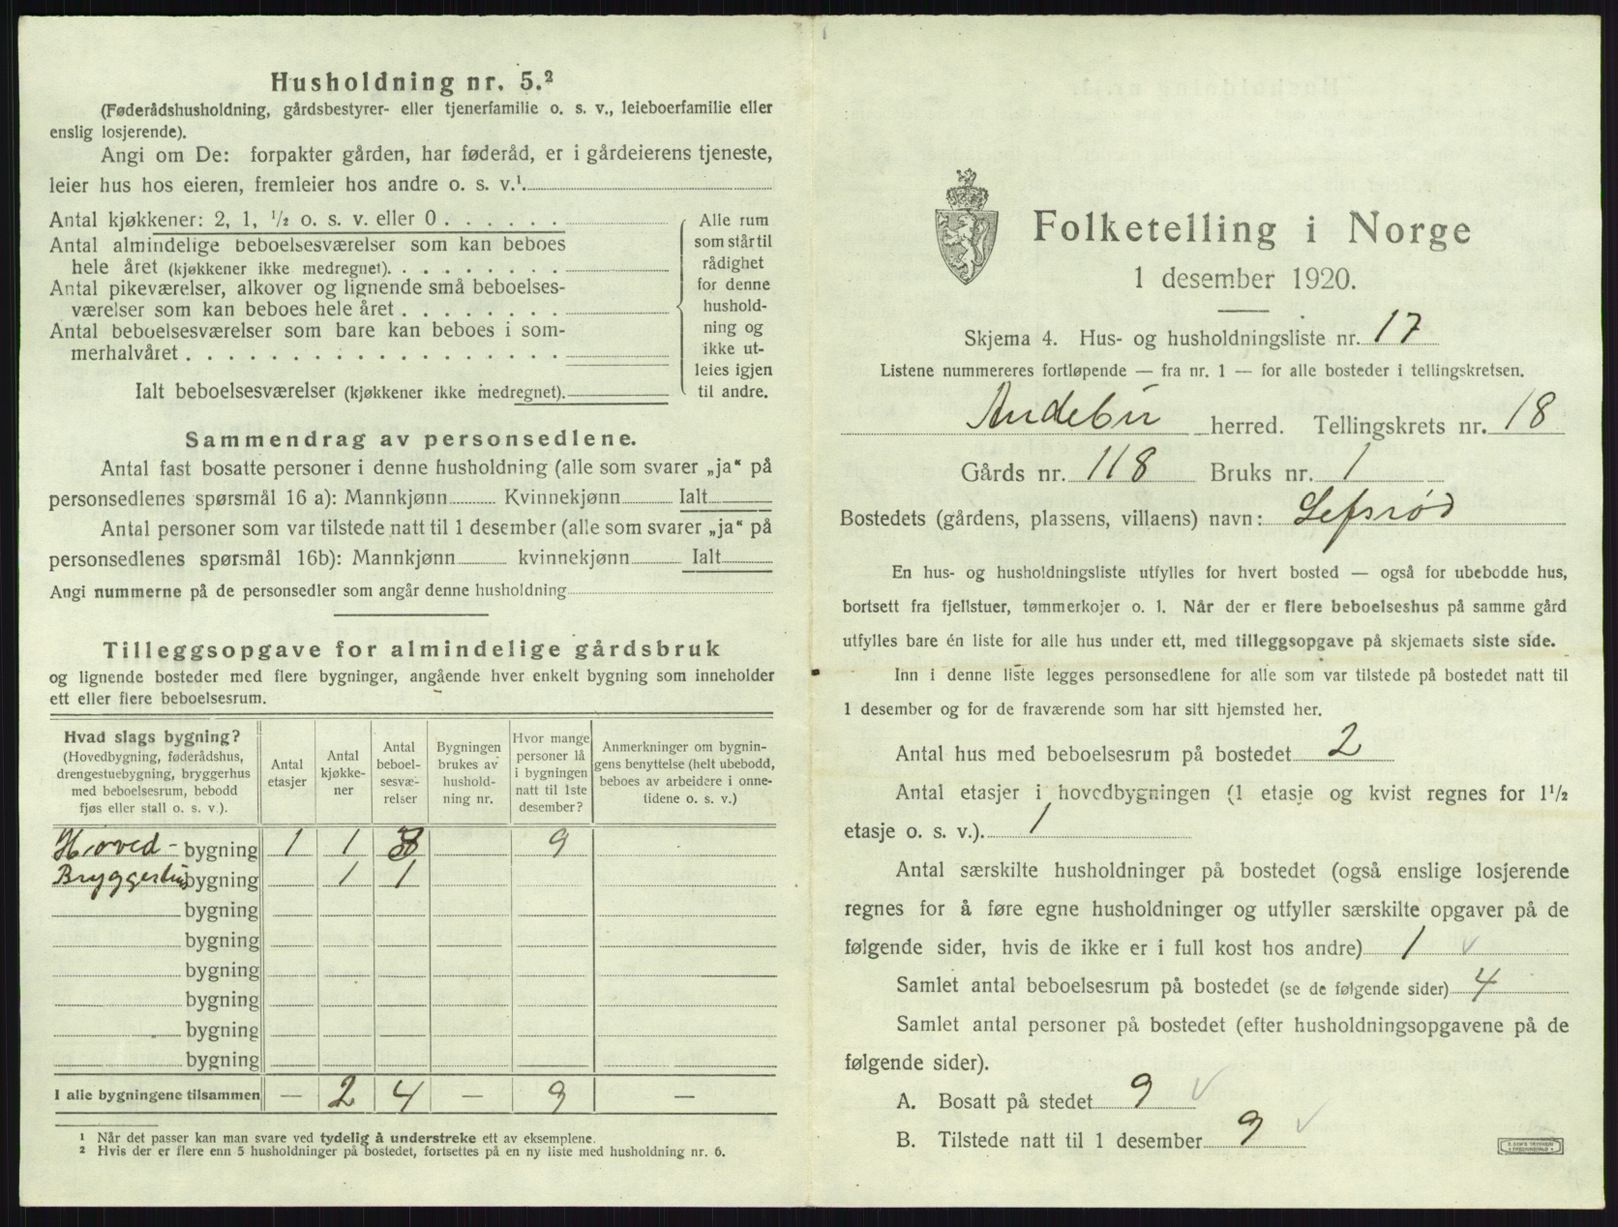 Husholdning nr. 5.²
(Føderådshusholdning, gårdsbestyrer- eller tjenerfamilie o. s. v., leieboerfamilie eller
enslig losjerende).
Angi om De: forpakter gården, har føderåd, er i gårdeierens tjeneste,
leier hus hos eieren, fremleier hos andre o. s. v.¹.
Antal kjøkkener: 2, 1, ½ o. s. v. eller 0 . . . . . .
Antal almindelige beboelsesværelser som kan beboes
hele året (kjøkkener ikke medregnet). . . . . . . . .
Antal pikeværelser, alkover og lignende små beboelses-
værelser som kan beboes hele året . . . . . . . .
Antal beboelsesværelser som bare kan beboes i som-
merhalvåret . . . . . . . . . . . . . . . . . .
Ialt beboelsesværelser (kjøkkener ikke medregnet).
Alle rum
som står til
rådighet
for denne
hushold-
ning og
ikke ut-
leies igjen
til andre.
Sammendrag av personsedlene.
Antal fast bosatte personer i denne husholdning (alle som svarer „ja“ på
personsedlenes spørsmål 16 a): Mannkjønn Kvinnekjønn Ialt
Antal personer som var tilstede natt til 1 desember (alle som svarer „ja“ på
personsedlenes spørsmål 16b): Mannkjønn kvinnekjønn Ialt
Angi nummerne på de personsedler som angår denne husholdning
Tilleggsopgave for almindelige gårdsbruk
og lignende bosteder med flere bygninger, angående hver enkelt bygning som inneholder
ett eller flere beboelsesrum.
Hvad slags bygning?
(Hovedbygning, føderådshus,
drengestuebygning, bryggerhus
med beboelsesrum, bebodd
fjøs eller stall o. s. v.).
Antal
etasjer
Antal
kjøkke-
ner
Antal
beboel-
sesvæ-
relser
Bygningen
brukes av
hushold-
ning nr.
Hvor mange
personer lå
i bygningen
natt til 1ste
desember?
Anmerkninger om bygnin-
gens benyttelse (helt ubebodd,
beboes av arbeidere i onne-
tidene o. s. v.)
Hoved- bygning 1 1 3 9
Bryggerhus bygning 1 1
bygning
bygning
bygning
bygning
bygning
bygning
I alle bygningene tilsammen — 2 4 — 9 —
¹ Når det passer kan man svare ved tydelig å understreke ett av eksemplene.
² Hvis der er flere enn 5 husholdninger på bostedet, fortsettes på en ny liste med husholdning nr. 6.
Folketelling i Norge
1 desember 1920.
Skjema 4. Hus- og husholdningsliste nr. 17
Listene nummereres fortløpende — fra nr. 1 — for alle bosteder i tellingskretsen.
Andebu herred. Tellingskrets nr. 18
Gårds nr. 118 Bruks nr. 1
Bostedets (gårdens, plassens, villaens) navn: Lefsrød
En hus- og husholdningsliste utfylles for hvert bosted — også for ubebodde hus,
bortsett fra fjellstuer, tømmerkojer o. l. Når der er flere beboelseshus på samme gård
utfylles bare én liste for alle hus under ett, med tilleggsopgave på skjemaets siste side.
Inn i denne liste legges personsedlene for alle som var tilstede på bostedet natt til
1 desember og for de fraværende som har sitt hjemsted her.
Antal hus med beboelsesrum på bostedet 2
Antal etasjer i hovedbygningen (1 etasje og kvist regnes for 1½
etasje o. s. v.). 1
Antal særskilte husholdninger på bostedet (også enslige losjerende
regnes for å føre egne husholdninger og utfyller særskilte opgaver på de
følgende sider, hvis de ikke er i full kost hos andre) 1 ✓
Samlet antal beboelsesrum på bostedet (se de følgende sider) 4
Samlet antal personer på bostedet (efter husholdningsopgavene på de
følgende sider).
A. Bosatt på stedet 9 ✓
B. Tilstede natt til 1 desember 9 ✓